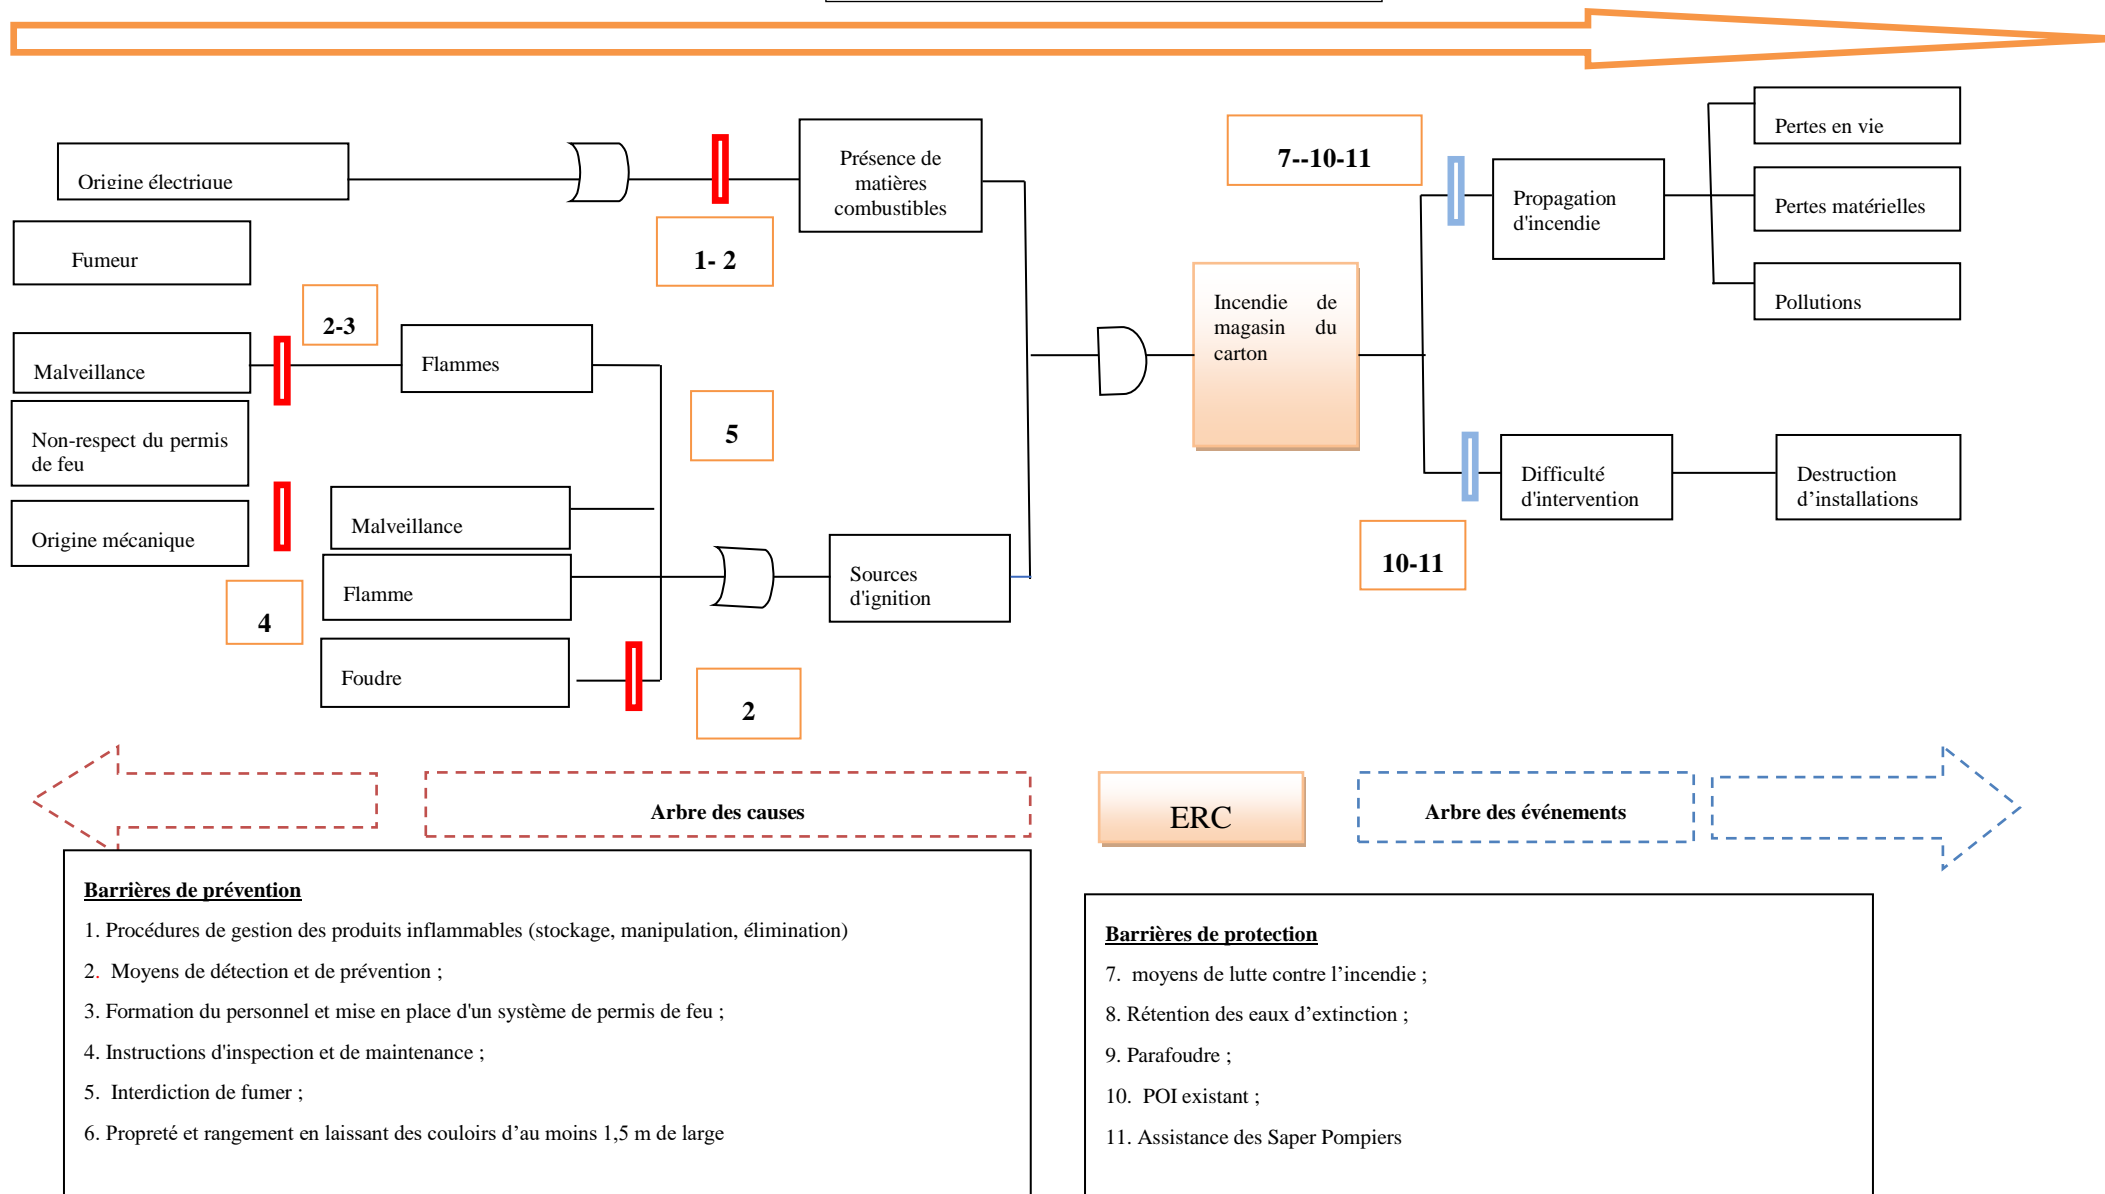 Origine électrique
Fumeur
Malveillance
Non-respect du permis
de feu
Origine mécanique
2-3
4
Flammes
Malveillance
Flamme
Foudre
1- 2
5
2
Présence de
matières
combustibles
Sources
d'ignition
Incendie de
magasin du
carton
7--10-11
10-11
Propagation
d'incendie
Difficulté
d'intervention
Pertes en vie
Pertes matérielles
Pollutions
Destruction
d’installations
Arbre des causes
ERC
Arbre des événements
Barrières de prévention
1. Procédures de gestion des produits inflammables (stockage, manipulation, élimination)
2. Moyens de détection et de prévention ;
3. Formation du personnel et mise en place d'un système de permis de feu ;
4. Instructions d'inspection et de maintenance ;
5. Interdiction de fumer ;
6. Propreté et rangement en laissant des couloirs d’au moins 1,5 m de large
Barrières de protection
7. moyens de lutte contre l’incendie ;
8. Rétention des eaux d’extinction ;
9. Parafoudre ;
10. POI existant ;
11. Assistance des Saper Pompiers